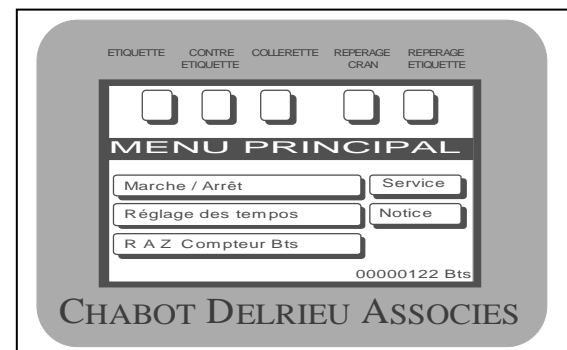 ETIQUETTE CONTRE ETIQUETTE COLLERETTE REPERAGE CRAN REPERAGE ETIQUETTE
MENU PRINCIPAL
Marche / Arrêt Service
Réglage des tempos Notice
R A Z Compteur Bts
00000122 Bts
CHABOT DELRIEU ASSOCIES